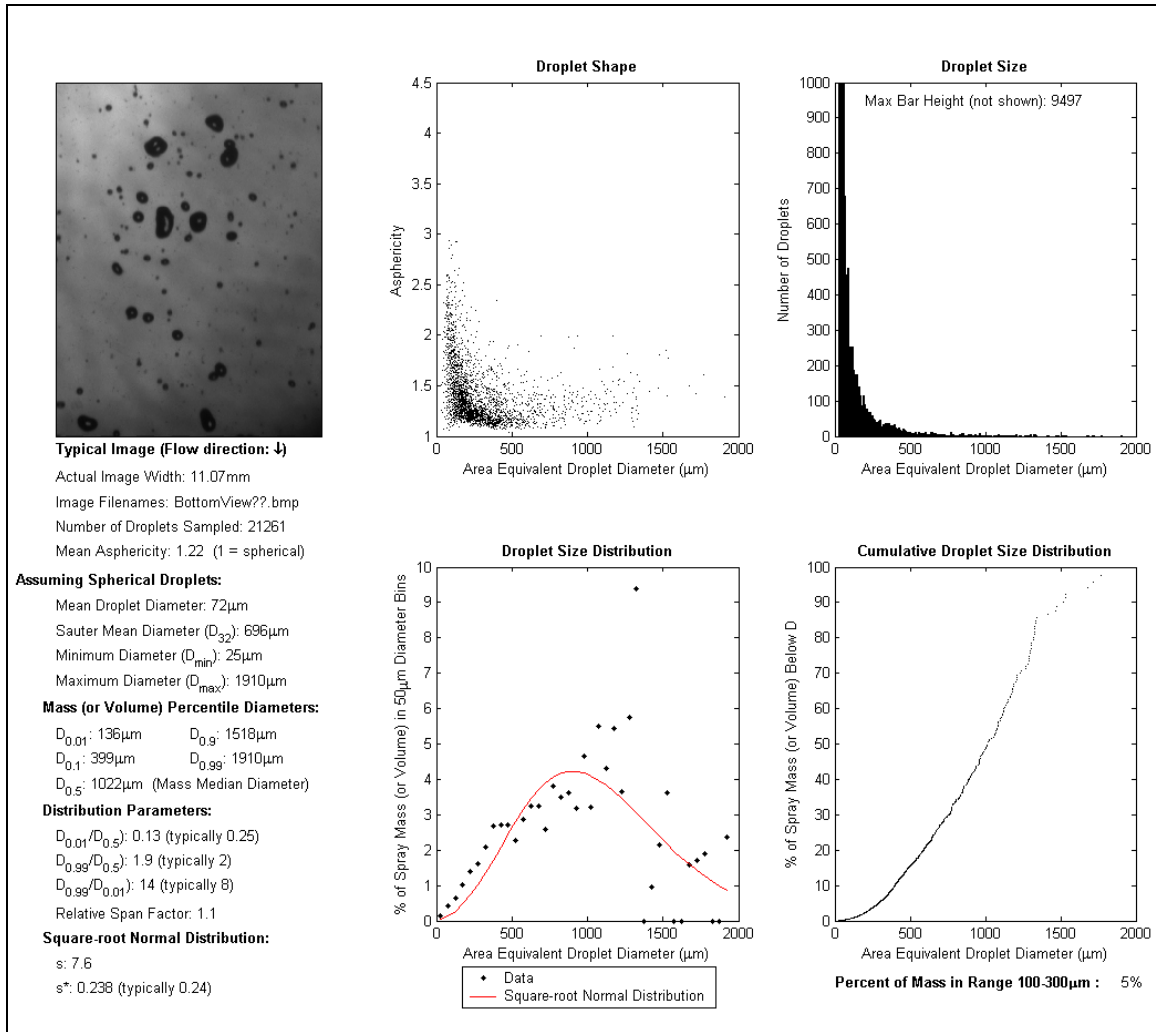 Typical Image (Flow direction: ↓)
Actual Image Width: 11.07mm
Image Filenames: BottomView??.bmp
Number of Droplets Sampled: 21261
Mean Asphericity: 1.22 (1 = spherical)
Assuming Spherical Droplets:
Mean Droplet Diameter: 72µm
Sauter Mean Diameter (D32): 696µm
Minimum Diameter (Dmin): 25µm
Maximum Diameter (Dmax): 1910µm
Mass (or Volume) Percentile Diameters:
D0.01: 136µm D0.9: 1518µm
D0.1: 399µm D0.99: 1910µm
D0.5: 1022µm (Mass Median Diameter)
Distribution Parameters:
D0.01/D0.5: 0.13 (typically 0.25)
D0.99/D0.5: 1.9 (typically 2)
D0.99/D0.01: 14 (typically 8)
Relative Span Factor: 1.1
Square-root Normal Distribution:
s: 7.6
s*: 0.238 (typically 0.24)
Droplet Shape
4.5
4
3.5
3
2.5
2
1.5
1
Asphericity
0 500 1000 1500 2000
Area Equivalent Droplet Diameter (µm)
Droplet Size
Max Bar Height (not shown): 9497
1000
900
800
700
600
500
400
300
200
100
0
Number of Droplets
0 500 1000 1500 2000
Area Equivalent Droplet Diameter (µm)
Droplet Size Distribution
10
9
8
7
6
5
4
3
2
1
0
% of Spray Mass (or Volume) in 50µm Diameter Bins
0 500 1000 1500 2000
Area Equivalent Droplet Diameter (µm)
Data
Square-root Normal Distribution
Cumulative Droplet Size Distribution
100
90
80
70
60
50
40
30
20
10
0
% of Spray Mass (or Volume) Below D
0 500 1000 1500 2000
Area Equivalent Droplet Diameter (µm)
Percent of Mass in Range 100-300µm : 5%